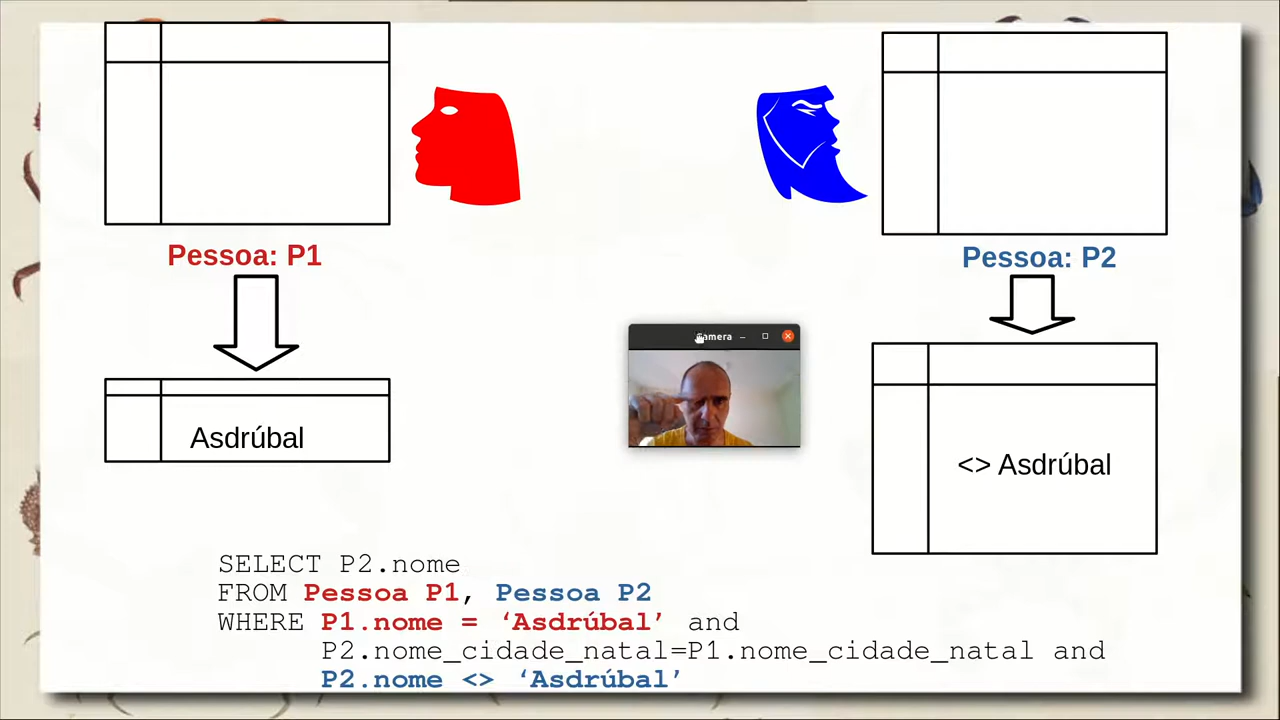 Pessoa: P1
Pessoa: P2
Camera
Asdrúbal
<> Asdrúbal
SELECT P2.nome
FROM Pessoa P1, Pessoa P2
WHERE P1.nome = ‘Asdrúbal’ and
P2.nome_cidade_natal=P1.nome_cidade_natal and
P2.nome <> ‘Asdrúbal’